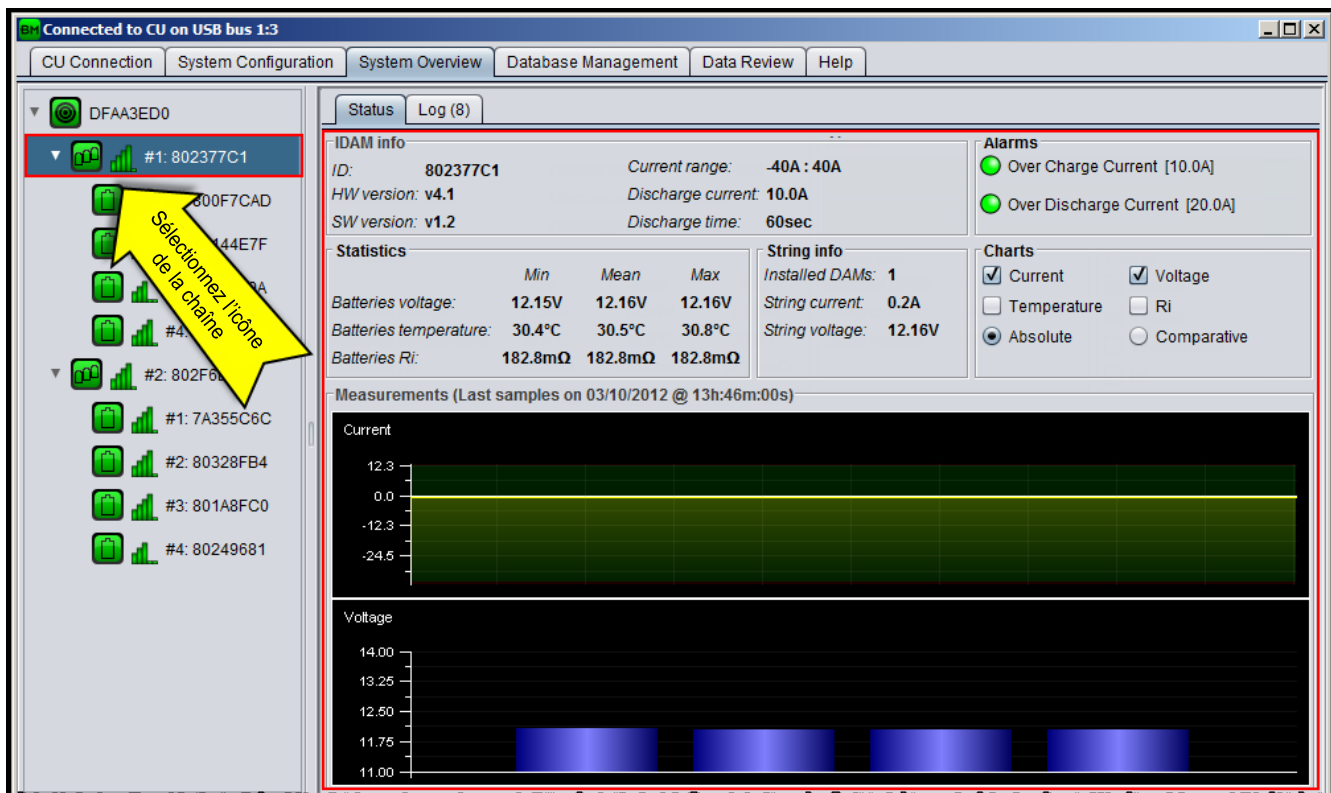 BM Connected to CU on USB bus 1:3
CU Connection System Configuration System Overview Database Management Data Review Help
DFAA3ED0
#1: 802377C1
800F7CAD
144E7F
#4:
#2: 802F6
#1: 7A355C6C
#2: 80328FB4
#3: 801A8FC0
#4: 80249681
Sélectionnez l'icône
de la chaîne
Status Log (8)
IDAM info
ID: 802377C1 Current range: -40A : 40A
HW version: v4.1 Discharge current: 10.0A
SW version: v1.2 Discharge time: 60sec
Alarms
Over Charge Current [10.0A]
Over Discharge Current [20.0A]
Statistics
Min Mean Max
Batteries voltage: 12.15V 12.16V 12.16V
Batteries temperature: 30.4°C 30.5°C 30.8°C
Batteries Ri: 182.8mΩ 182.8mΩ 182.8mΩ
String info
Installed DAMs: 1
String current: 0.2A
String voltage: 12.16V
Charts
Current Voltage
Temperature Ri
Absolute Comparative
Measurements (Last samples on 03/10/2012 @ 13h:46m:00s)
Current
12.3
0.0
-12.3
-24.5
Voltage
14.00
13.25
12.50
11.75
11.00